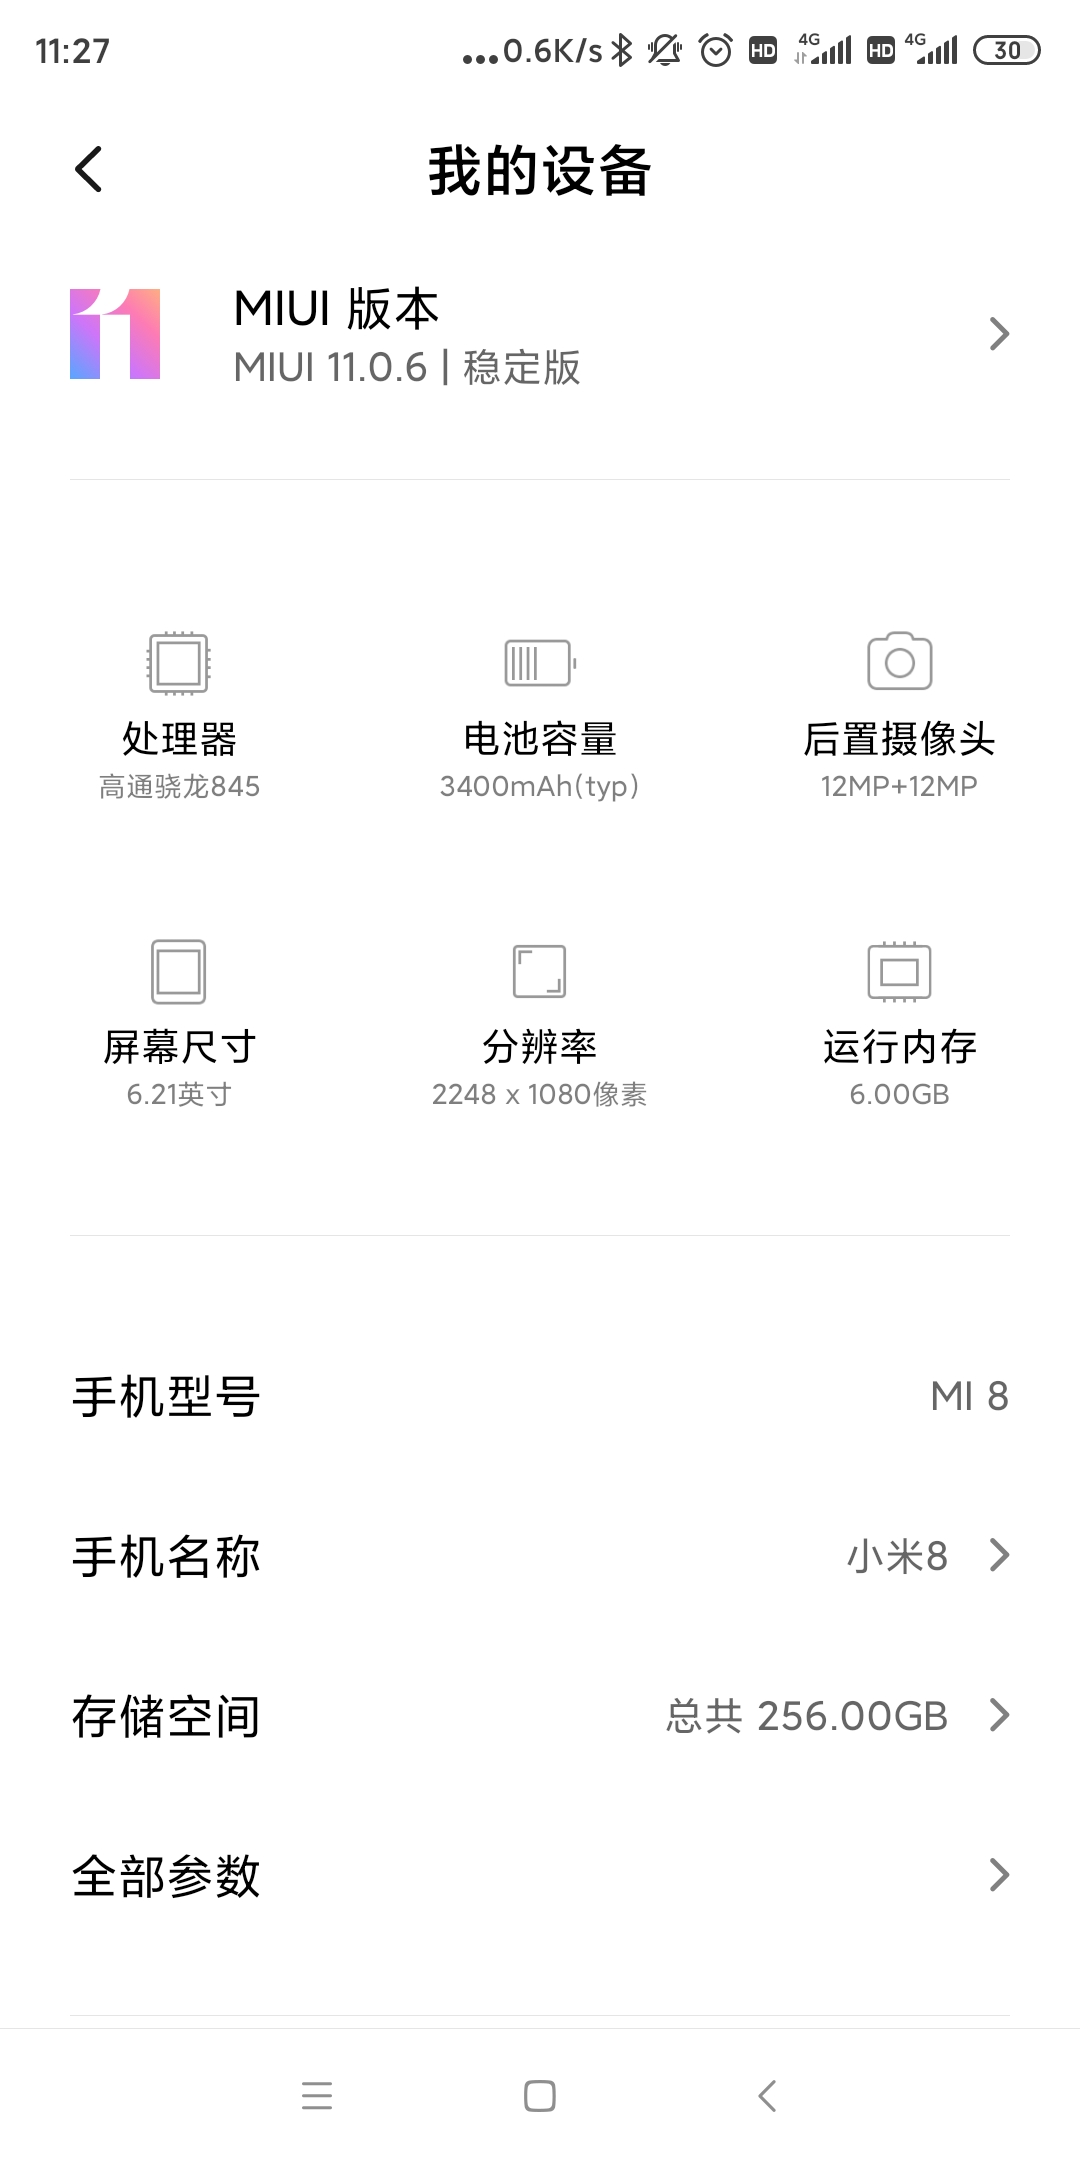 11:27
...0.6K/s HD 4G HD 4G 30
我的设备
MIUI 版本
MIUI 11.0.6 | 稳定版
处理器
高通骁龙845
电池容量
3400mAh(typ)
后置摄像头
12MP+12MP
屏幕尺寸
6.21英寸
分辨率
2248 x 1080像素
运行内存
6.00GB
手机型号 MI 8
手机名称 小米8
存储空间 总共 256.00GB
全部参数